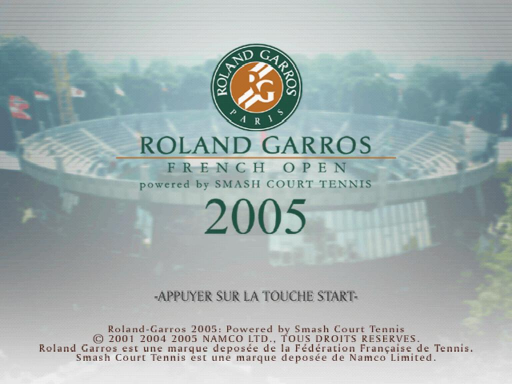 ROLAND GARROS
PARIS
RG
ROLAND GARROS
FRENCH OPEN
powered by SMASH COURT TENNIS
2005
-APPUYER SUR LA TOUCHE START-
Roland-Garros 2005: Powered by Smash Court Tennis
© 2001 2004 2005 NAMCO LTD., TOUS DROITS RESERVES.
Roland Garros est une marque deposée de la Fédération Française de Tennis.
Smash Court Tennis est une marque deposée de Namco Limited.